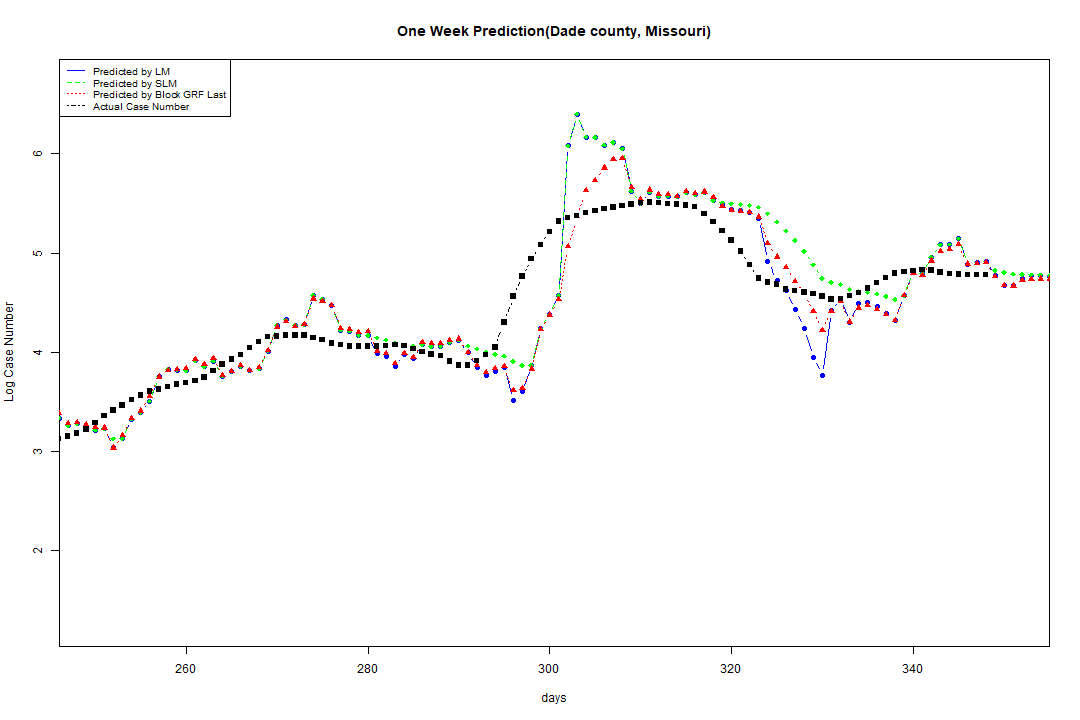 One Week Prediction(Dade county, Missouri)
Predicted by LM
Predicted by SLM
Predicted by Block GRF Last
Actual Case Number
6
5
4
3
2
Log Case Number
260 280 300 320 340
days